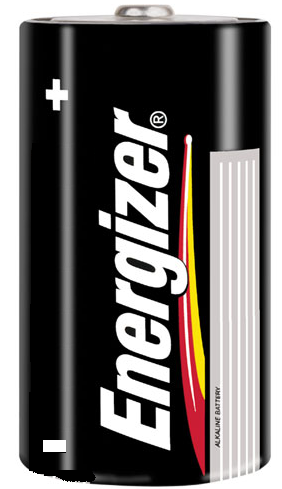 +
Energizer®
ALKALINE BATTERY
-